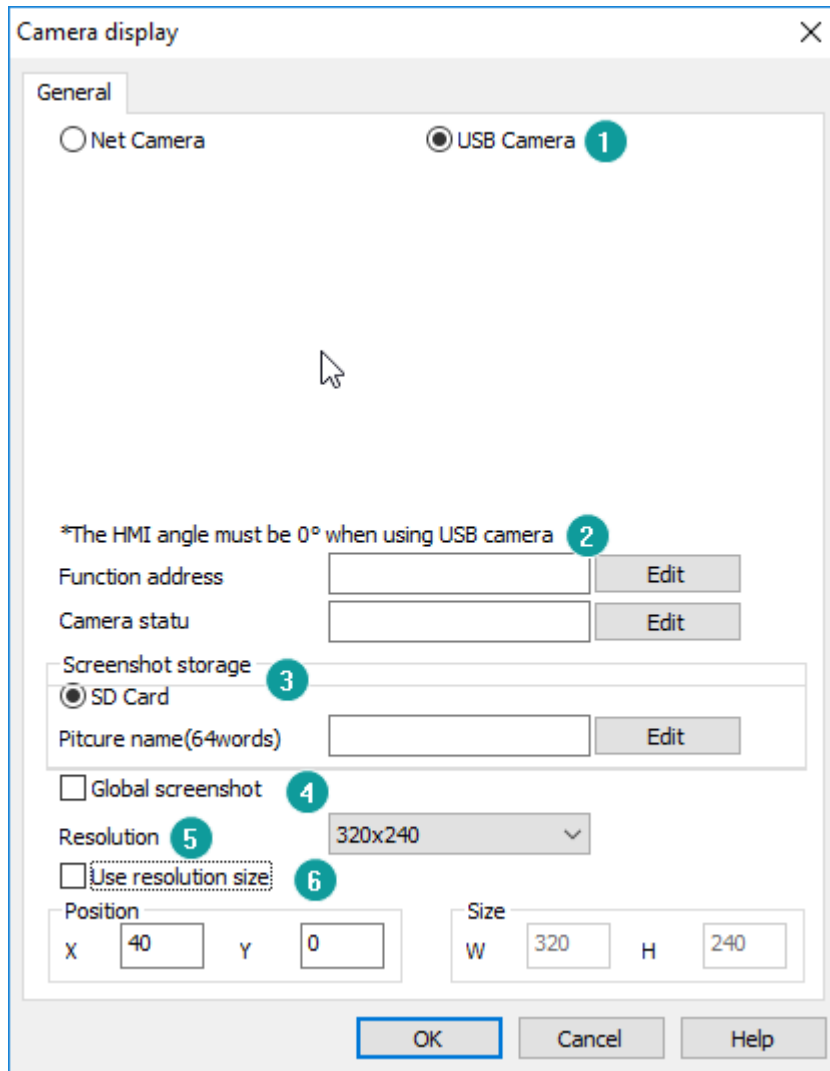 Camera display
General
Net Camera USB Camera 1
*The HMI angle must be 0° when using USB camera 2
Function address Edit
Camera statu Edit
Screenshot storage 3
SD Card
Pitcure name(64words) Edit
Global screenshot 4
Resolution 5 320x240
Use resolution size 6
Position Size
X 40 Y 0 W 320 H 240
OK Cancel Help